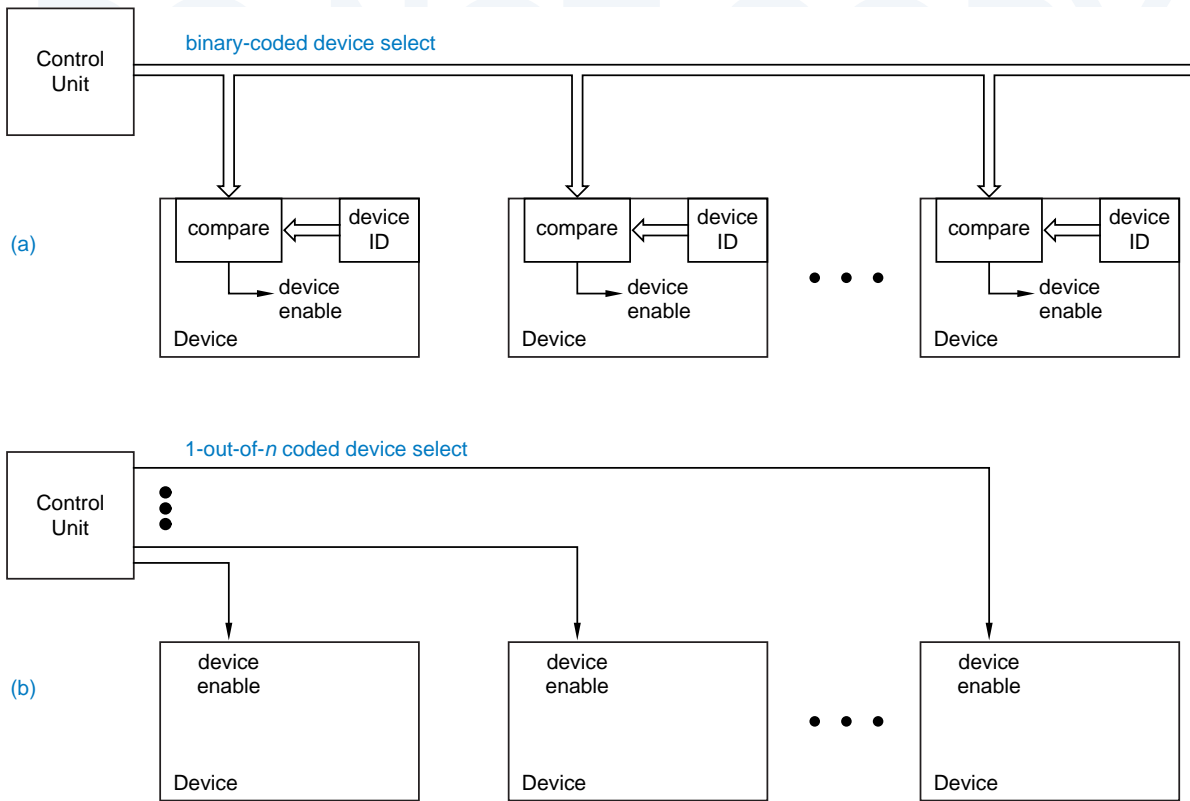 Control
Unit
binary-coded device select
(a)
compare
device
ID
device
enable
Device
compare
device
ID
device
enable
Device
compare
device
ID
device
enable
Device
Control
Unit
1-out-of-n coded device select
(b)
device
enable
Device
device
enable
Device
device
enable
Device